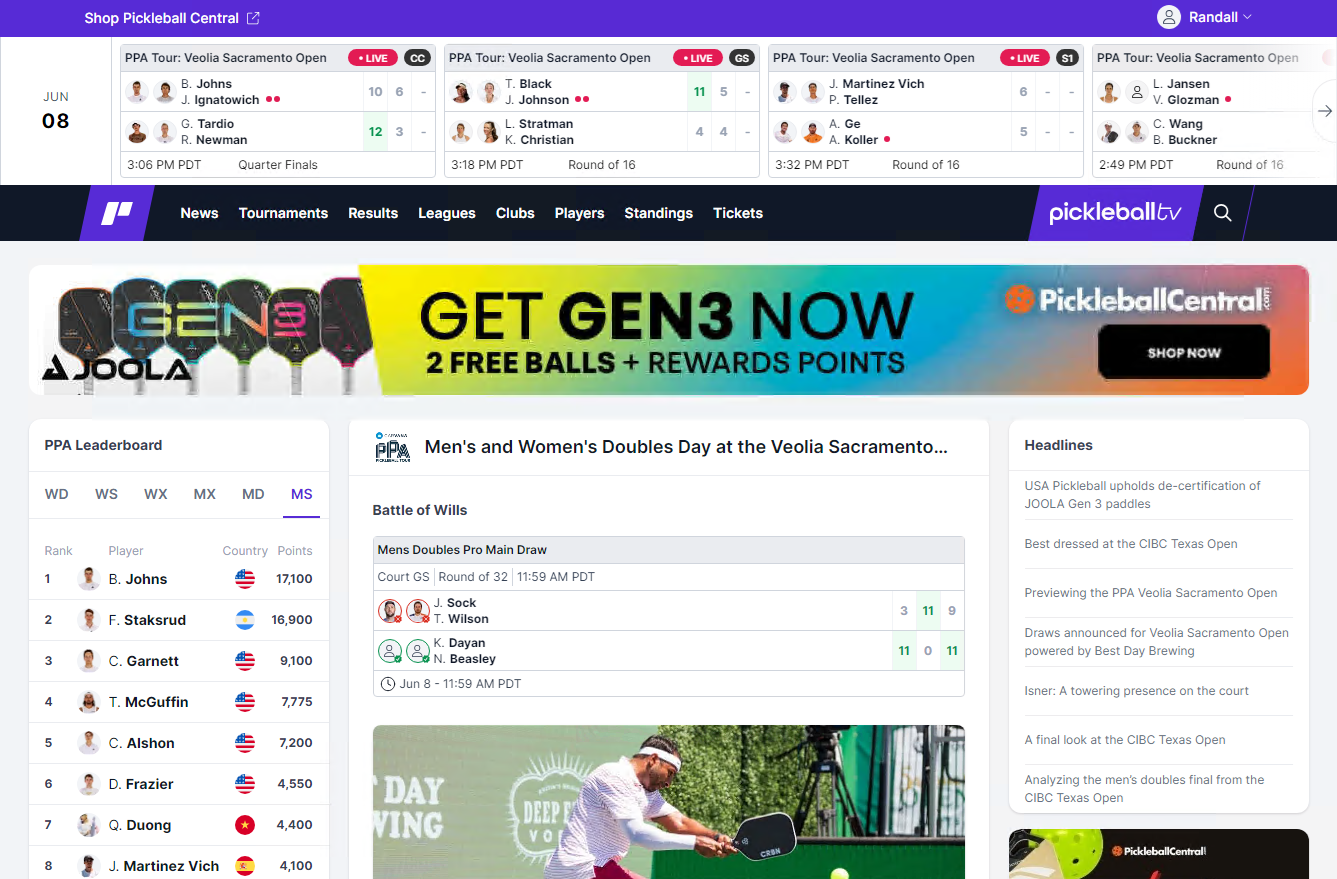 Shop Pickleball Central
Randall
JUN
08
PPA Tour: Veolia Sacramento Open
• LIVE
CC
B. Johns
J. Ignatowich
10 6 -
G. Tardio
R. Newman
12 3 -
3:06 PM PDT Quarter Finals
PPA Tour: Veolia Sacramento Open
• LIVE
GS
T. Black
J. Johnson
11 5 -
L. Stratman
K. Christian
4 4 -
3:18 PM PDT Round of 16
PPA Tour: Veolia Sacramento Open
• LIVE
S1
J. Martinez Vich
P. Tellez
6 - -
A. Ge
A. Koller
5 - -
3:32 PM PDT Round of 16
PPA Tour: Veolia Sacramento Open
L. Jansen
V. Glozman
C. Wang
B. Buckner
2:49 PM PDT Round of 16
News Tournaments Results Leagues Clubs Players Standings Tickets
pickleballtv
GEN3
JOOLA
GET GEN3 NOW
2 FREE BALLS + REWARDS POINTS
PickleballCentral.com
SHOP NOW
PPA Leaderboard
WD WS WX MX MD MS
Rank Player Country Points
1 B. Johns 17,100
2 F. Staksrud 16,900
3 C. Garnett 9,100
4 T. McGuffin 7,775
5 C. Alshon 7,200
6 D. Frazier 4,550
7 Q. Duong 4,400
8 J. Martinez Vich 4,100
CARVANA
PPA
PICKLEBALL TOUR
Men's and Women's Doubles Day at the Veolia Sacramento...
Battle of Wills
Mens Doubles Pro Main Draw
Court GS Round of 32 11:59 AM PDT
J. Sock
T. Wilson
3 11 9
K. Dayan
N. Beasley
11 0 11
Jun 8 - 11:59 AM PDT
DAY
WING
DEEP
VO
CRBN
Headlines
USA Pickleball upholds de-certification of
JOOLA Gen 3 paddles
Best dressed at the CIBC Texas Open
Previewing the PPA Veolia Sacramento Open
Draws announced for Veolia Sacramento Open
powered by Best Day Brewing
Isner: A towering presence on the court
A final look at the CIBC Texas Open
Analyzing the men's doubles final from the
CIBC Texas Open
PickleballCentral